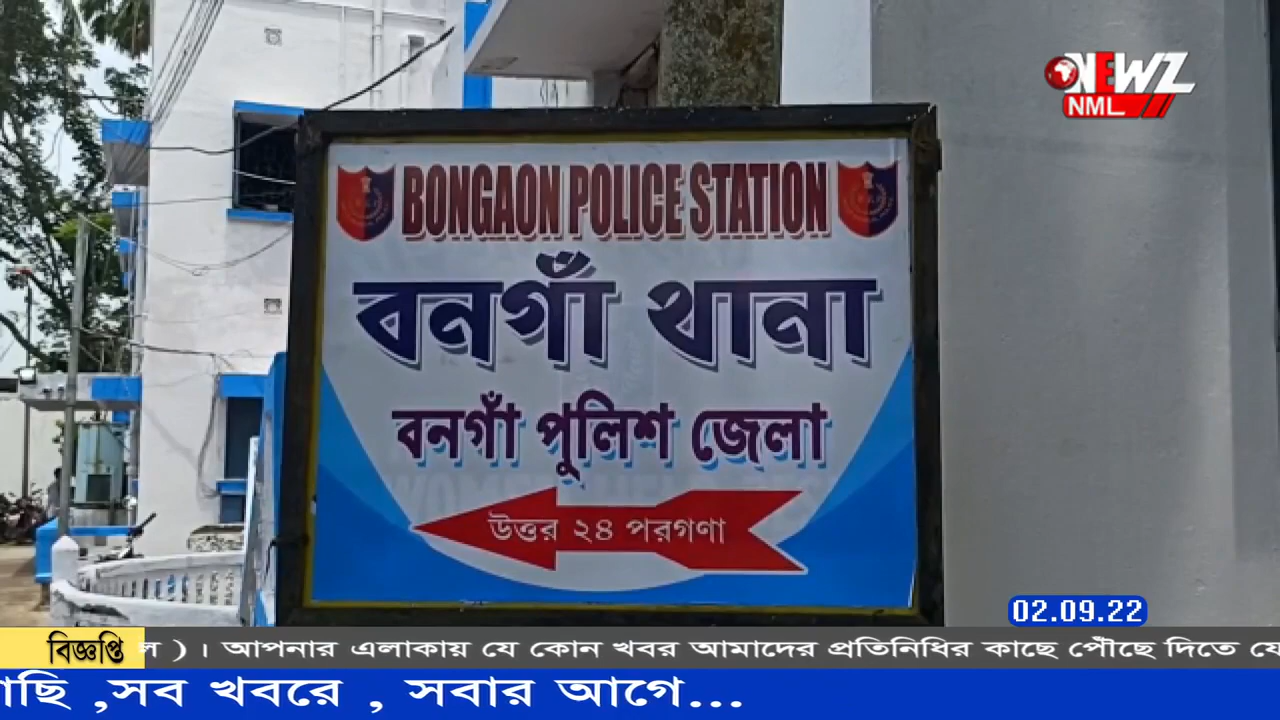 NEWZ
NML
BONGAON POLICE STATION
বনগাঁ থানা
বনগাঁ পুলিশ জেলা
উত্তর ২৪ পরগণা
02.09.22
বিজ্ঞপ্তি
) । আপনার এলাকায় যে কোন খবর আমাদের প্রতিনিধির কাছে পৌঁছে দিতে
,সব খবরে , সবার আগে...